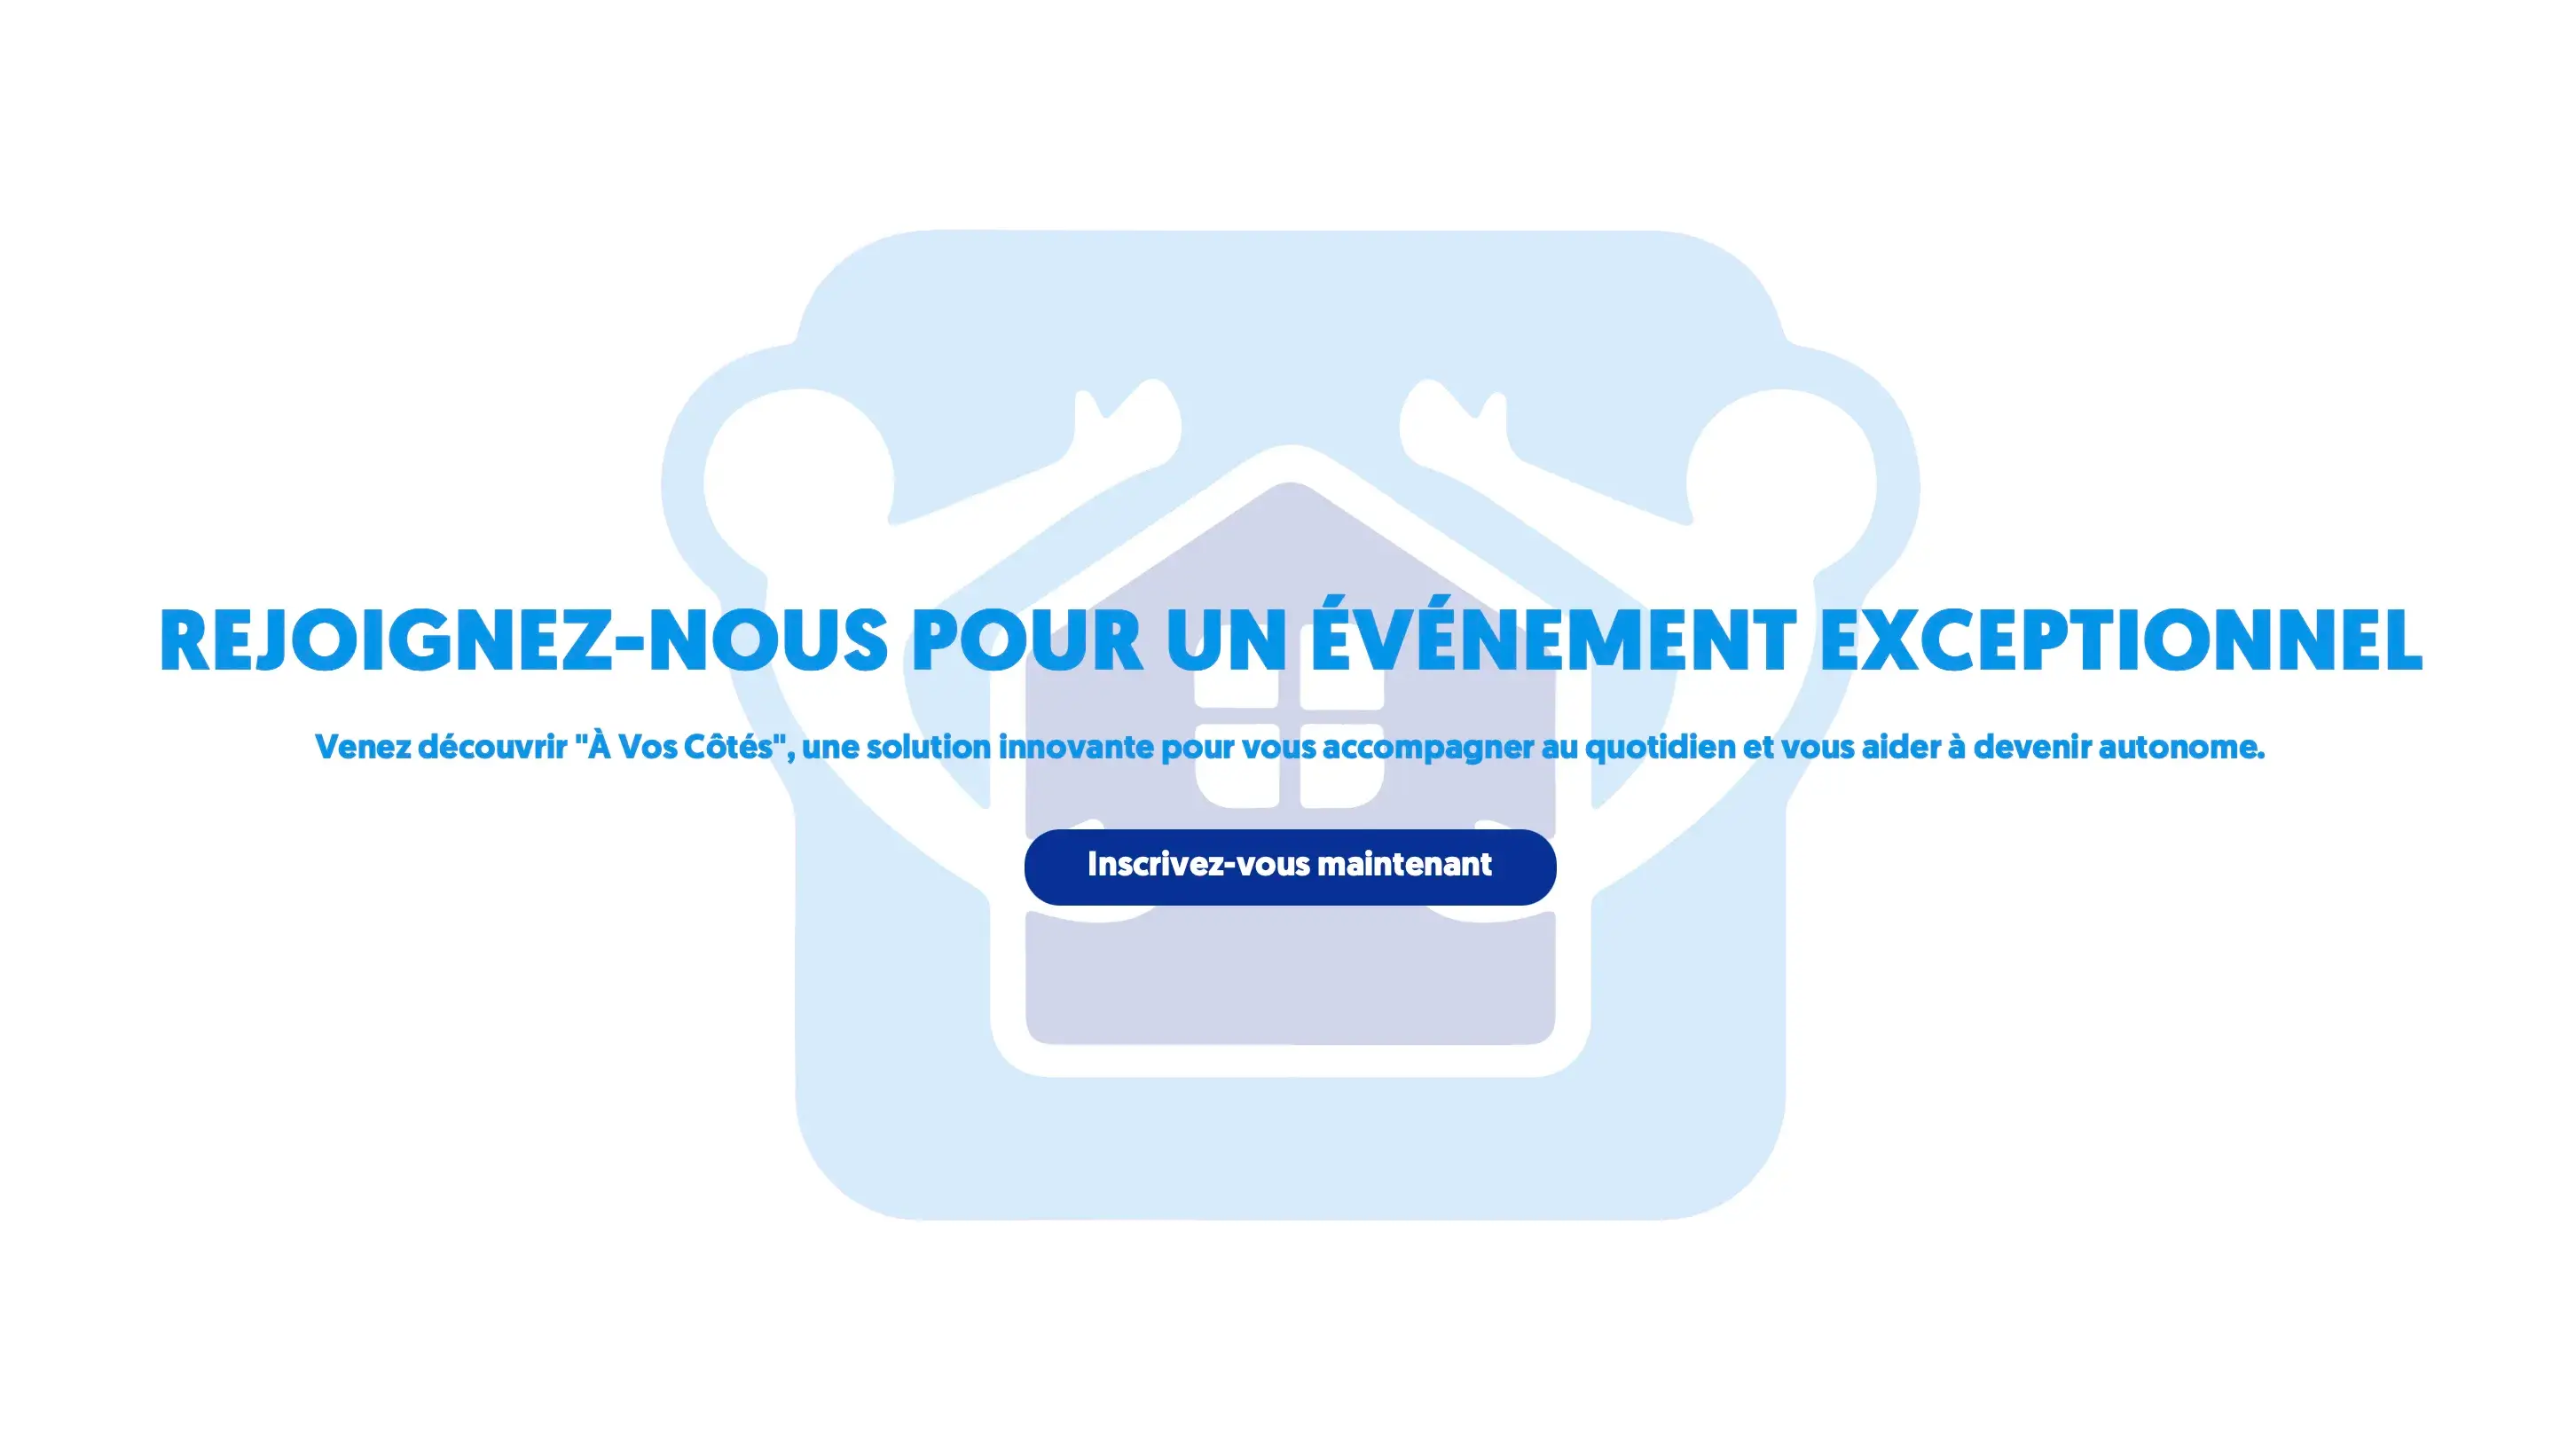 REJOIGNEZ-NOUS POUR UN ÉVÉNEMENT EXCEPTIONNEL
Venez découvrir "À Vos Côtés", une solution innovante pour vous accompagner au quotidien et vous aider à devenir autonome.
Inscrivez-vous maintenant